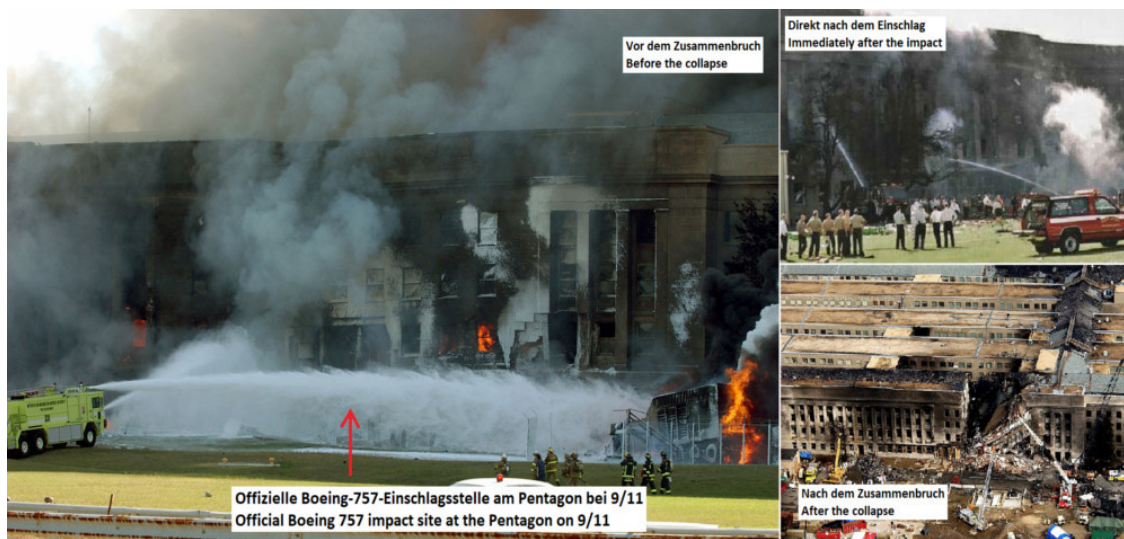 Vor dem Zusammenbruch
Before the collapse
Direkt nach dem Einschlag
Immediately after the impact
Offizielle Boeing-757-Einschlagsstelle am Pentagon bei 9/11
Official Boeing 757 impact site at the Pentagon on 9/11
Nach dem Zusammenbruch
After the collapse